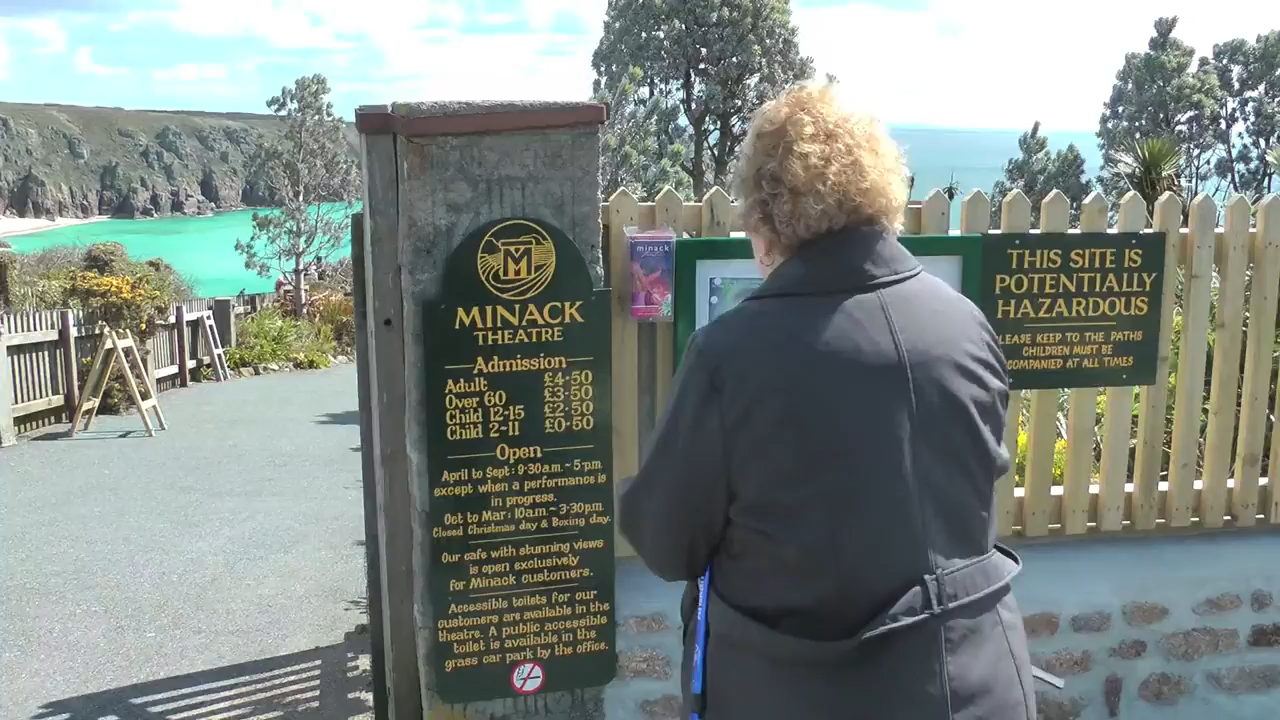 M
MINACK
THEATRE
Admission
Adult £4·50
Over 60 £3·50
Child 12-15 £2·50
Child 2-11 £0·50
Open
April to Sept: 9·30a.m.~5·p.m.
except when a performance is
in progress.
Oct to Mar: 10a.m.~3·30p.m.
Closed Christmas day & Boxing day.
Our cafe with stunning views
is open exclusively
for Minack customers.
Accessible toilets for our
customers are available in the
theatre. A public accessible
toilet is available in the
grass car park by the office.
minack
THIS SITE IS
POTENTIALLY
HAZARDOUS
LEASE KEEP TO THE PATHS
CHILDREN MUST BE
COMPANIED AT ALL TIMES